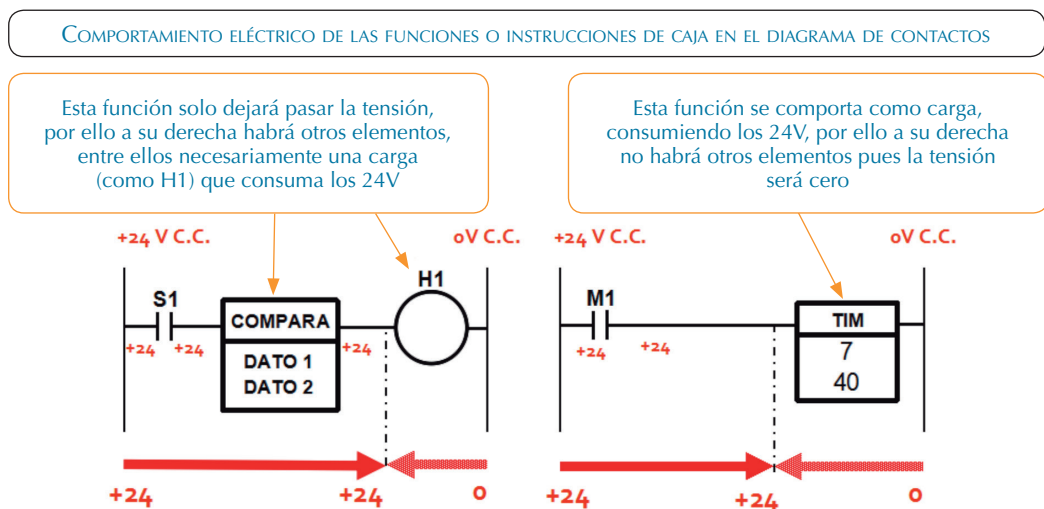 COMPORTAMIENTO ELÉCTRICO DE LAS FUNCIONES O INSTRUCCIONES DE CAJA EN EL DIAGRAMA DE CONTACTOS
Esta función solo dejará pasar la tensión,
por ello a su derecha habrá otros elementos,
entre ellos necesariamente una carga
(como H1) que consuma los 24V
Esta función se comporta como carga,
consumiendo los 24V, por ello a su derecha
no habrá otros elementos pues la tensión
será cero
+24 V C.C.
0V C.C.
S1
H1
COMPARA
+24
+24
+24
DATO 1
DATO 2
+24
+24
0
+24 V C.C.
0V C.C.
M1
TIM
+24
+24
7
40
+24
+24
0